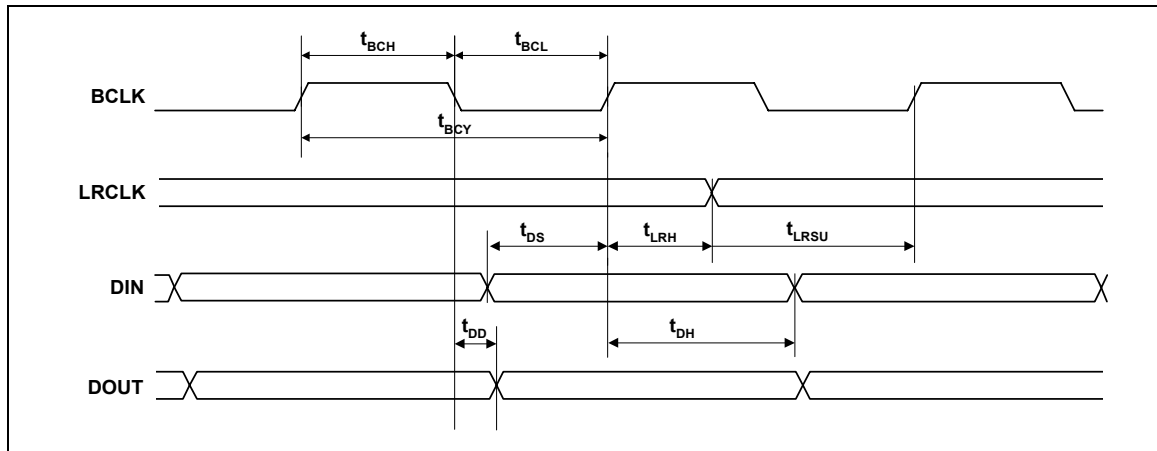 tBCH
tBCL
BCLK
tBCY
LRCLK
tDS
tLRH
tLRSU
DIN
tDD
tDH
DOUT